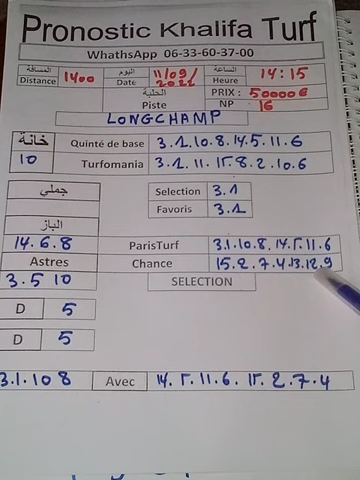 Pronostic Khalifa Turf
WhathsApp 06-33-60-37-00
المسافة
Distance 1400 اليوم
Date 11/09/2022 الساعة
Heure 14:15
الحلبة
Piste PRIX : 50000€
NP 16
LONGCHAMP
خانة Quinté de base 3.1.10.8.14.5.11.6
10 Turfomania 3.1.11.15.8.2.10.6
جملي Selection 3.1
Favoris 3.1
الباز
14.6.8 ParisTurf 3.1.10.8.14.5.11.6
Astres Chance 15.2.7.4.13.12.9
3.5 10 SELECTION
D 5
D 5
3.1.10 8 Avec 14.5.11.6.15.2.7.4